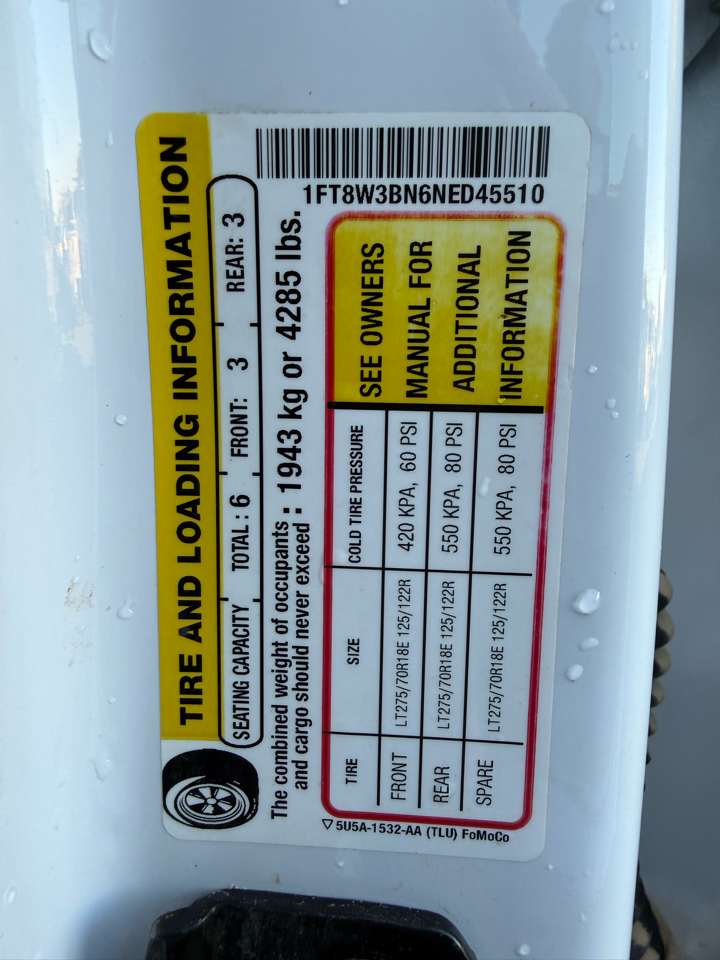 1FT8W3BN6NED45510
TIRE AND LOADING INFORMATION
SEATING CAPACITY TOTAL : 6 FRONT: 3 REAR: 3
The combined weight of occupants
and cargo should never exceed : 1943 kg or 4285 lbs.
TIRE SIZE COLD TIRE PRESSURE
FRONT LT275/70R18E 125/122R 420 KPA, 60 PSI
REAR LT275/70R18E 125/122R 550 KPA, 80 PSI
SPARE LT275/70R18E 125/122R 550 KPA, 80 PSI
SEE OWNERS
MANUAL FOR
ADDITIONAL
INFORMATION
▽ 5U5A-1532-AA (TLU) FoMoCo